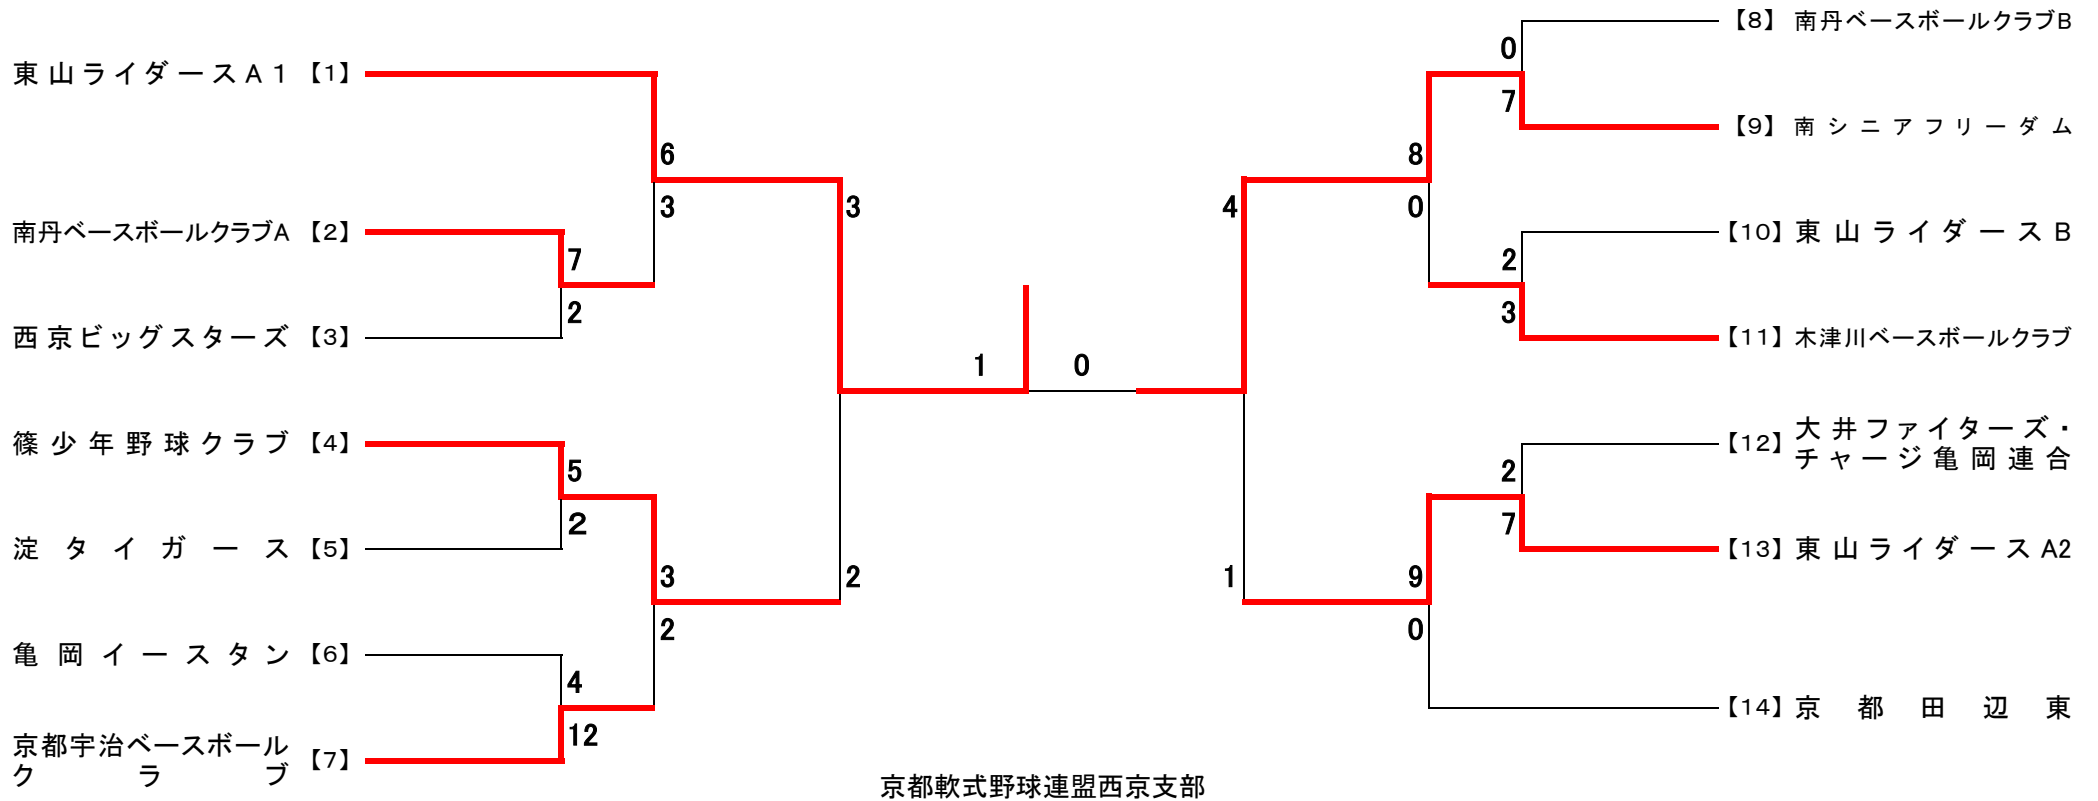 東山ライダースA1【1】
6
3
南丹ベースボールクラブA【2】
7
3
2
西京ビッグスターズ【3】
篠少年野球クラブ【4】
5
2
淀タイガース【5】
3
2
2
亀岡イースタン【6】
4
12
京都宇治ベースボール
クラブ【7】
1
0
【8】南丹ベースボールクラブB
0
7
【9】南シニアフリーダム
8
0
4
【10】東山ライダースB
2
3
【11】木津川ベースボールクラブ
【12】大井ファイターズ・
チャージ亀岡連合
2
7
【13】東山ライダースA2
9
0
1
【14】京都田辺東
京都軟式野球連盟西京支部